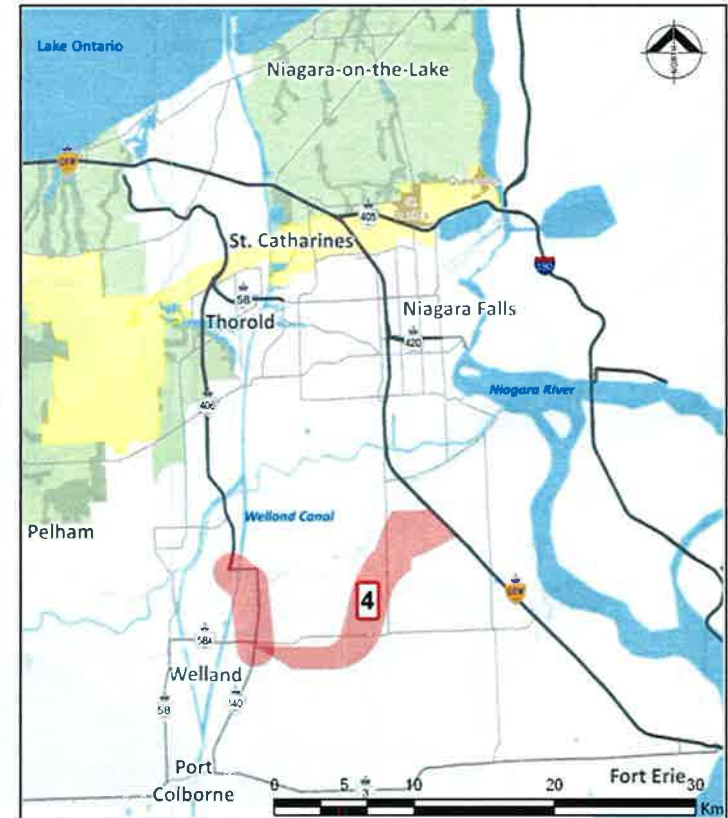 Lake Ontario
Niagara-on-the-Lake
NORTH
QEW
405
St. Catharines
190
58
Thorold
Niagara Falls
420
Niagara River
406
Welland Canal
Pelham
4
QEW
58A
Welland
58
140
Port
Colborne
Fort Erie
0 5 10 20 30
3
Km